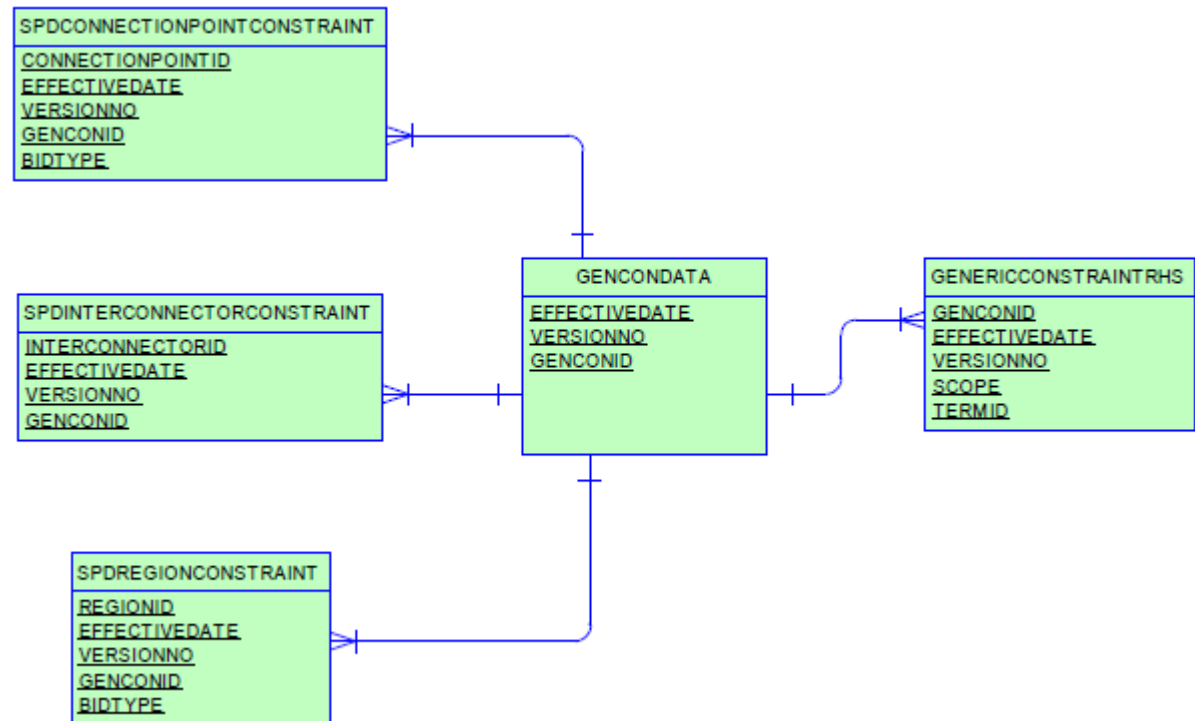 SPDCONNECTIONPOINTCONSTRAINT
CONNECTIONPOINTID
EFFECTIVEDATE
VERSIONNO
GENCONID
BIDTYPE
SPDINTERCONNECTORCONSTRAINT
INTERCONNECTORID
EFFECTIVEDATE
VERSIONNO
GENCONID
GENCONDATA
EFFECTIVEDATE
VERSIONNO
GENCONID
GENERICCONSTRAINTRHS
GENCONID
EFFECTIVEDATE
VERSIONNO
SCOPE
TERMID
SPDREGIONCONSTRAINT
REGIONID
EFFECTIVEDATE
VERSIONNO
GENCONID
BIDTYPE